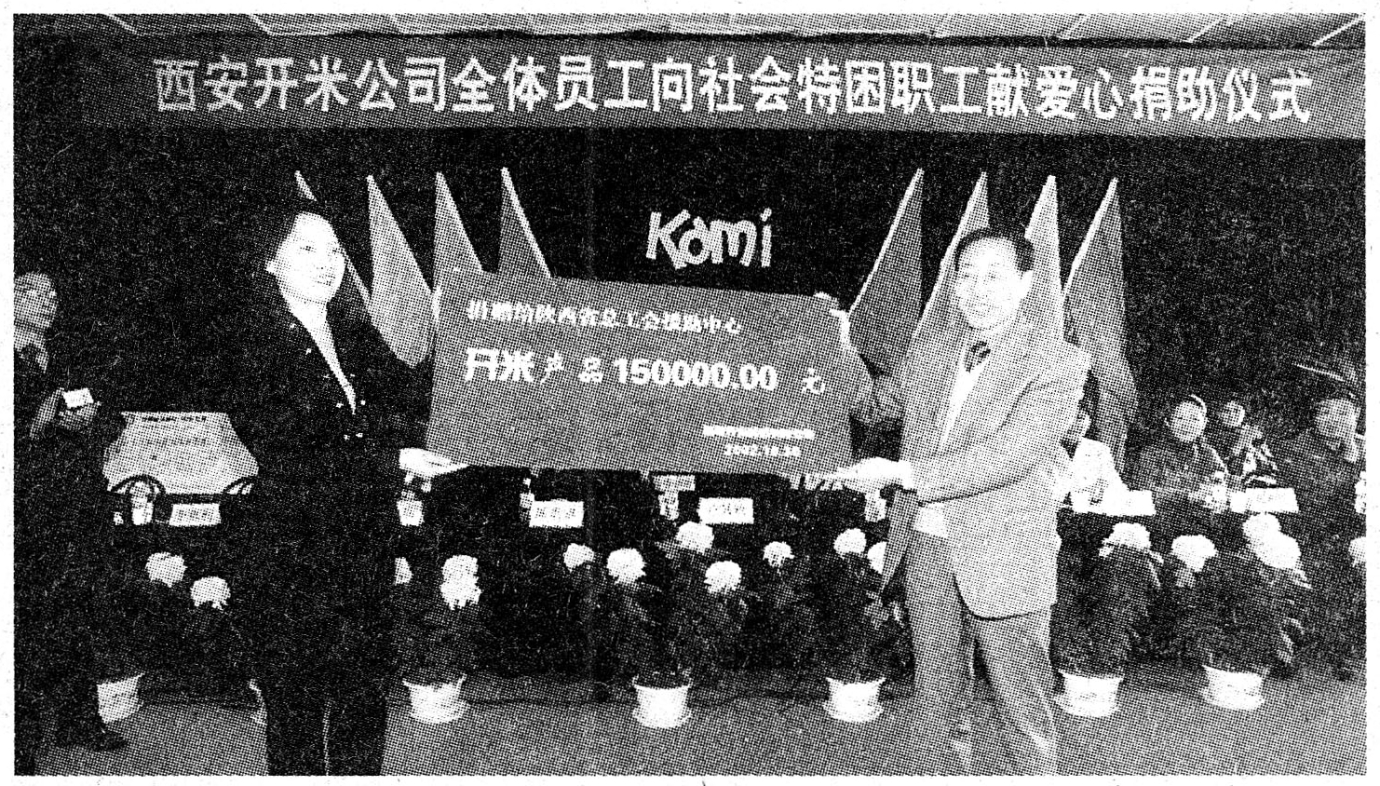 西安开米公司全体员工向社会特困职工献爱心捐助仪式
Kami
捐赠给陕西省总工会援助中心
开米产品150000.00 元